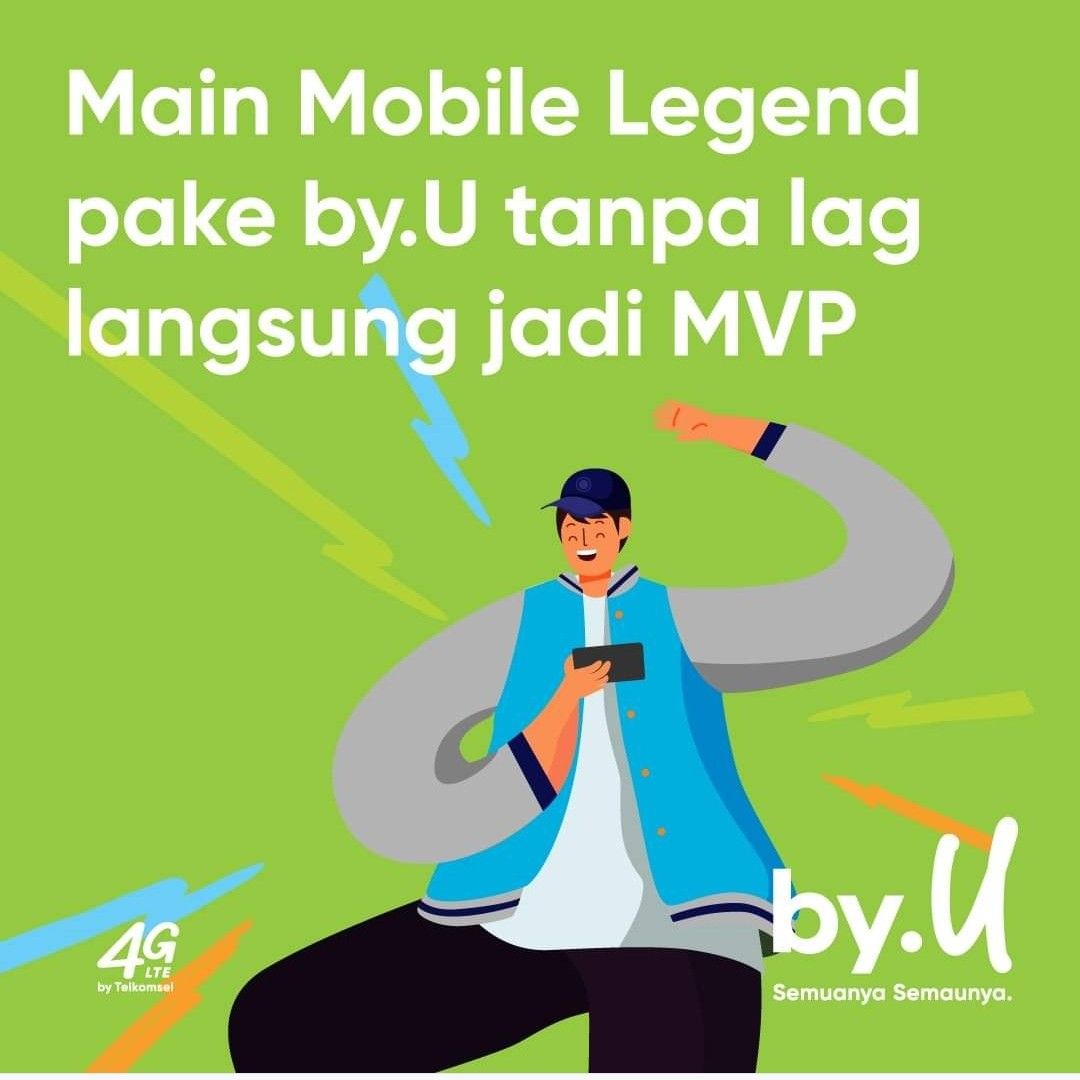 Main Mobile Legend
pake by.U tanpa lag
langsung jadi MVP
4G
LTE
by Telkomsel
by.U
Semuanya Semaunya.